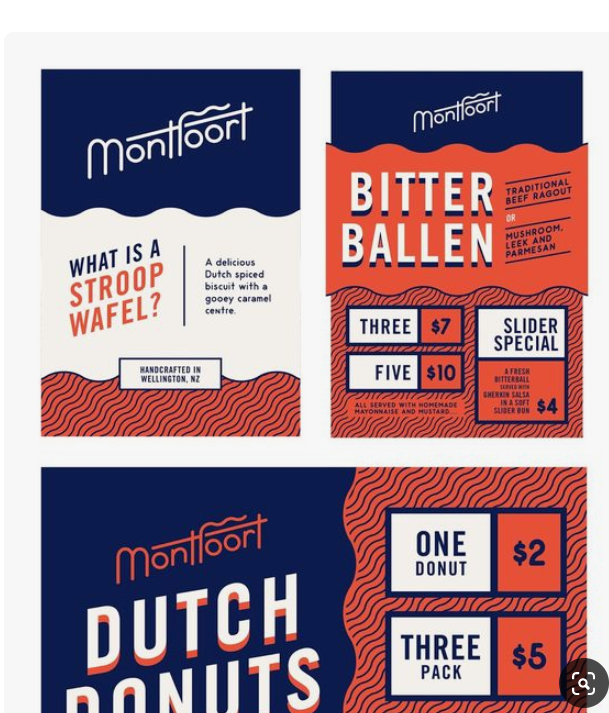 Montfoort
WHAT IS A
STROOP
WAFEL?
A delicious
Dutch spiced
biscuit with a
gooey caramel
centre.
HANDCRAFTED IN
WELLINGTON, NZ
Montfoort
BITTER
BALLEN
TRADITIONAL
BEEF RAGOUT
OR
MUSHROOM,
LEEK AND
PARMESAN
THREE $7
FIVE $10
ALL SERVED WITH HOMEMADE
MAYONNAISE AND MUSTARD...
SLIDER
SPECIAL
A FRESH
BITTERBALL
SERVED WITH
GHERKIN SALSA
IN A SOFT
SLIDER BUN
$4
Montfoort
DUTCH
DONUTS
ONE
DONUT
$2
THREE
PACK
$5